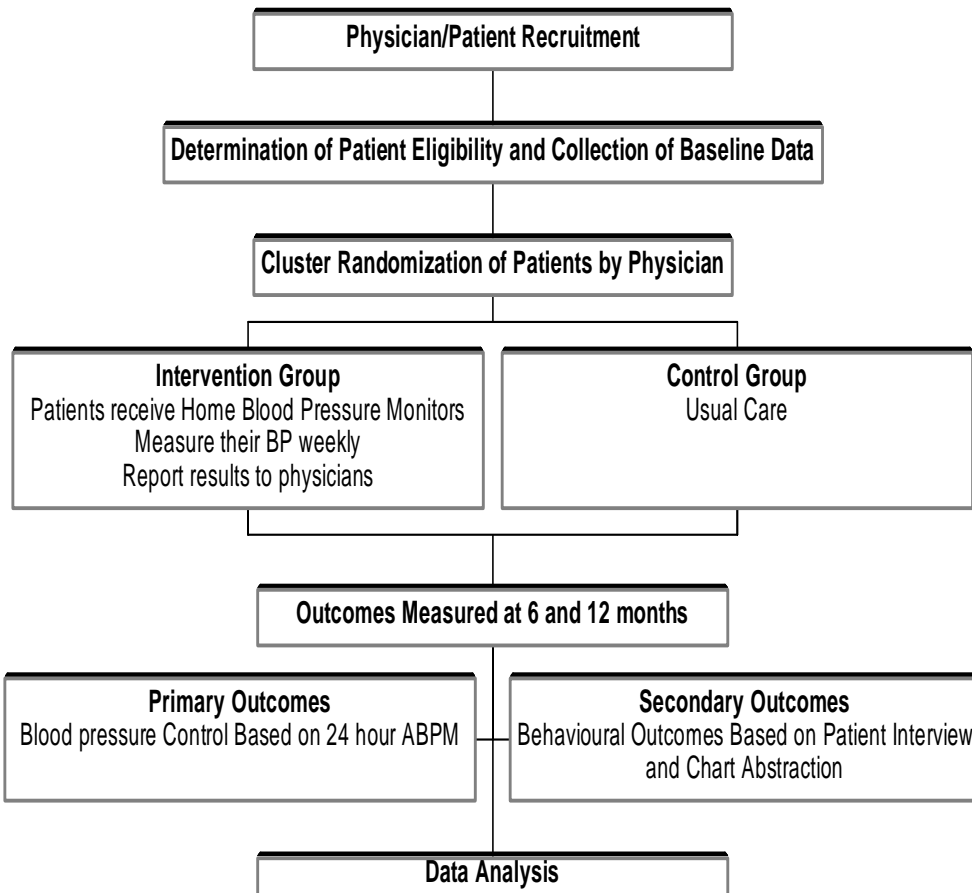 Physician/Patient Recruitment
Determination of Patient Eligibility and Collection of Baseline Data
Cluster Randomization of Patients by Physician
Intervention Group
Patients receive Home Blood Pressure Monitors
Measure their BP weekly
Report results to physicians
Control Group
Usual Care
Outcomes Measured at 6 and 12 months
Primary Outcomes
Blood pressure Control Based on 24 hour ABPM
Secondary Outcomes
Behavioural Outcomes Based on Patient Interview
and Chart Abstraction
Data Analysis